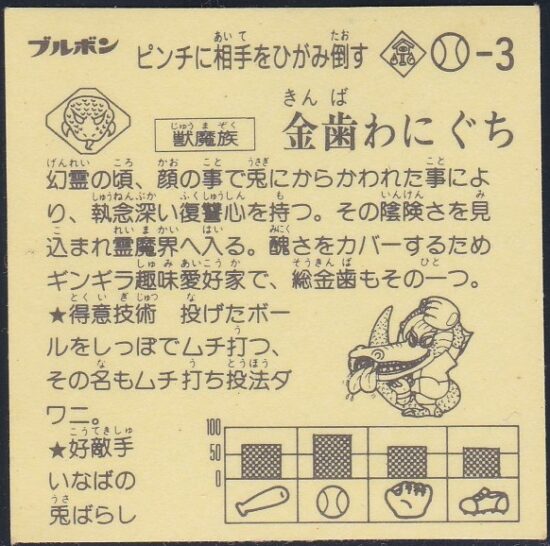 ブルボン
ピンチに相手をひがみ倒す
-3
獣魔族
金歯わにぐち
幻霊の頃、顔の事で兎にからかわれた事によ
り、執念深い復讐心を持つ。その陰険さを見
込まれ霊魔界へ入る。醜さをカバーするため
ギンギラ趣味愛好家で、総金歯もその一つ。
★得意技術 投げたボー
ルをしっぽでムチ打つ、
その名もムチ打ち投法ダ
ワニ。
★好敵手
いなばの
兎ばらし
100
50
0